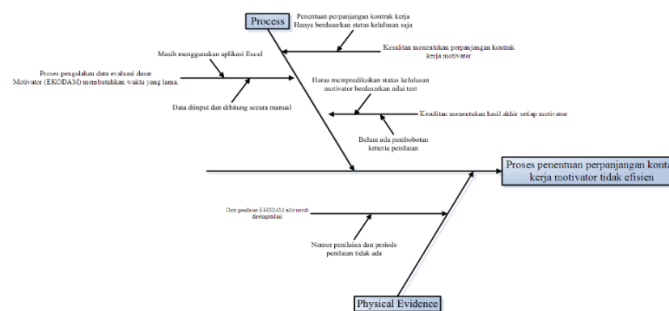 Process
Penentuan perpanjangan kontrak kerja
Hanya berdasarkan status kelulusan saja
Kesulitan menentukan perpanjangan kontrak
kerja motivator
Masih menggunakan aplikasi Excel
Proses pengolahan data evaluasi dasar
Motivator (EKODAM) membutuhkan waktu yang lama.
Data diinput dan dihitung secara manual
Harus memprediksikan status kelulusan
motivator berdasarkan nilai test
Kesulitan menentukan hasil akhir setiap motivator
Belum ada pembobotan
kriteria penilaian
Proses penentuan perpanjangan kontra
kerja motivator tidak efisien
EKODAM untuk
Nomor penilaian dan periode
penilaian tidak ada
Physical Evidence